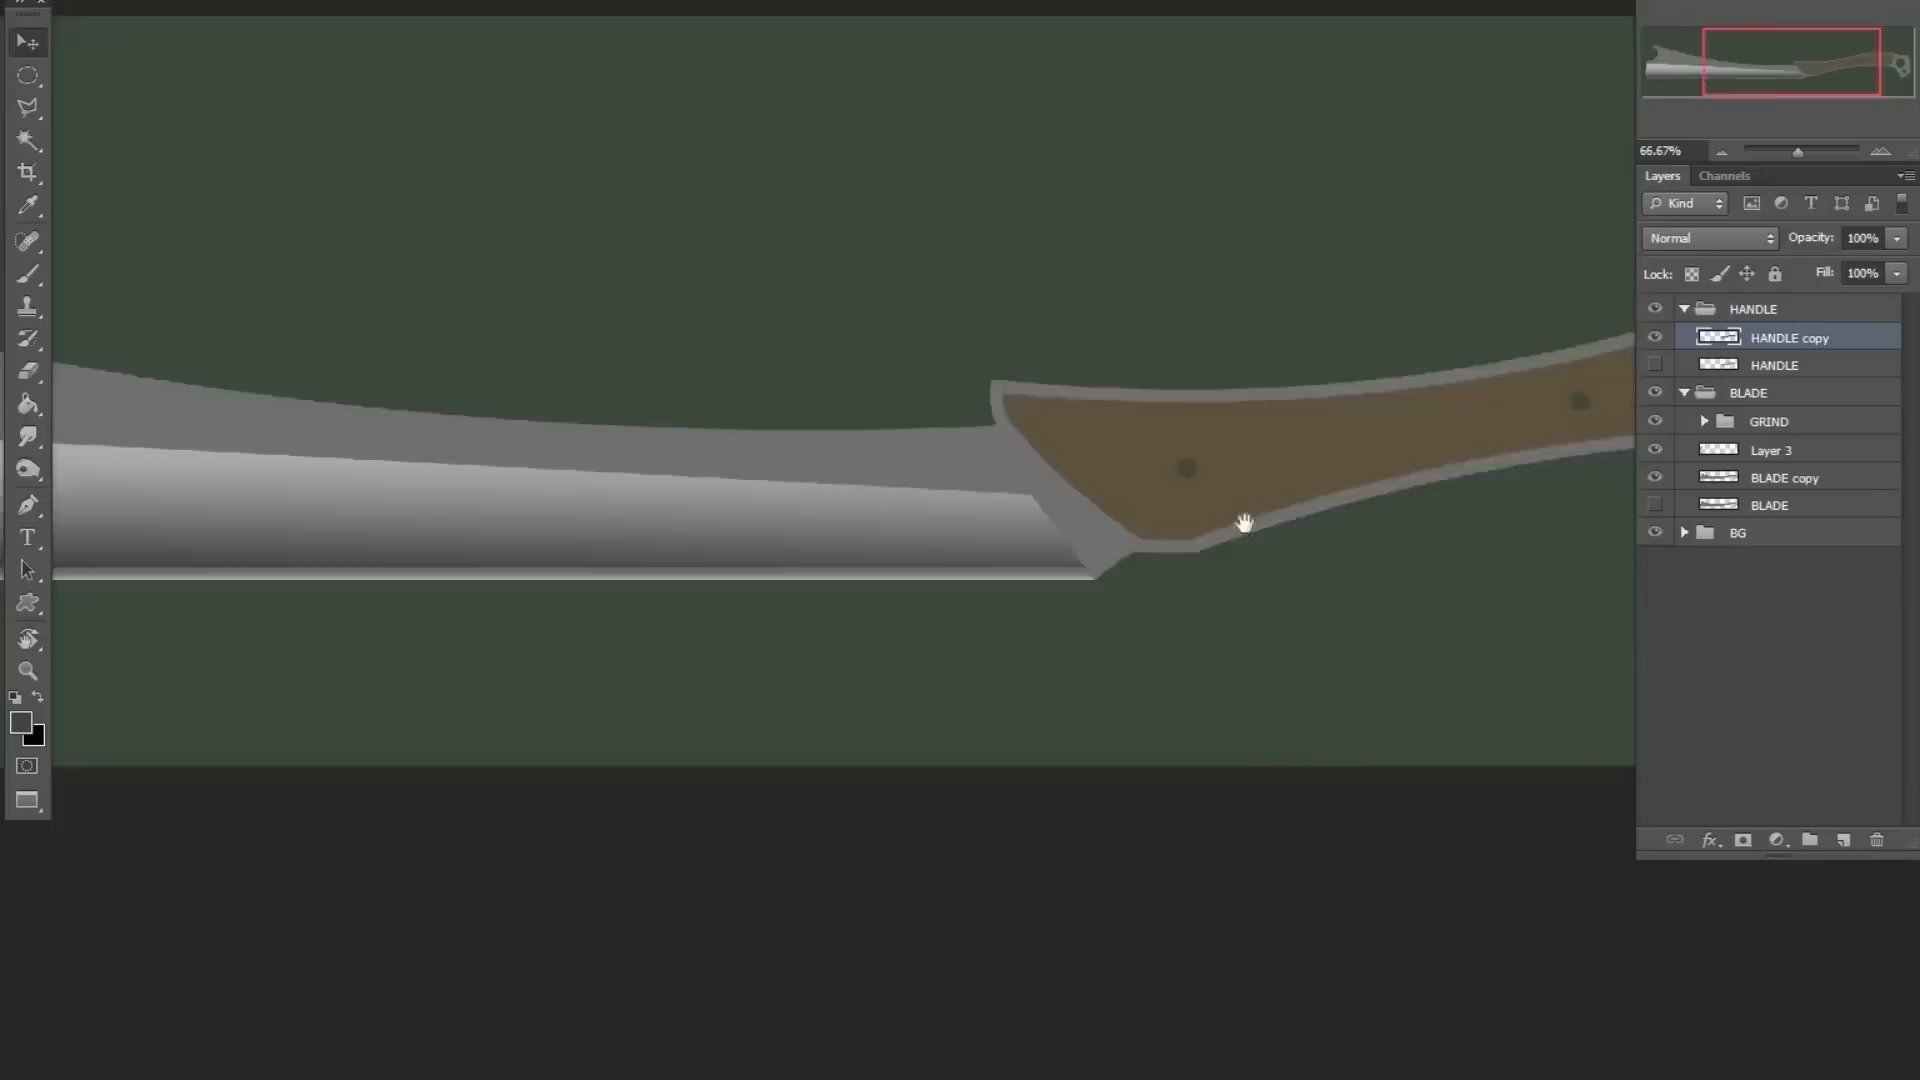 66.67%
Layers Channels
Kind T
Normal Opacity: 100%
Lock: Fill: 100%
HANDLE
HANDLE copy
HANDLE
BLADE
GRIND
Layer 3
BLADE copy
BLADE
BG
T
fx